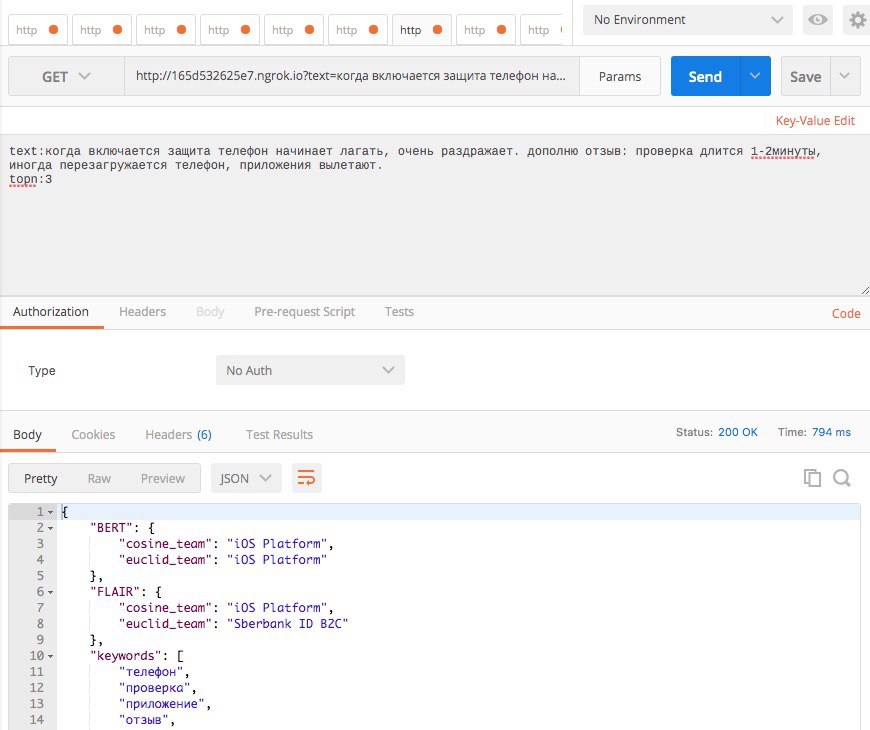 http http http http http http http http http No Environment
GET http://165d532625e7.ngrok.io?text=когда включается защита телефон на... Params Send Save
Key-Value Edit
text:когда включается защита телефон начинает лагать, очень раздражает. дополню отзыв: проверка длится 1-2минуты,
иногда перезагружается телефон, приложения вылетают.
topn:3
Authorization Headers Body Pre-request Script Tests Code
Type No Auth
Body Cookies Headers (6) Test Results Status: 200 OK Time: 794 ms
Pretty Raw Preview JSON
1 {
2 "BERT": {
3 "cosine_team": "iOS Platform",
4 "euclid_team": "iOS Platform"
5 },
6 "FLAIR": {
7 "cosine_team": "iOS Platform",
8 "euclid_team": "Sberbank ID B2C"
9 },
10 "keywords": [
11 "телефон",
12 "проверка",
13 "приложение",
14 "отзыв",